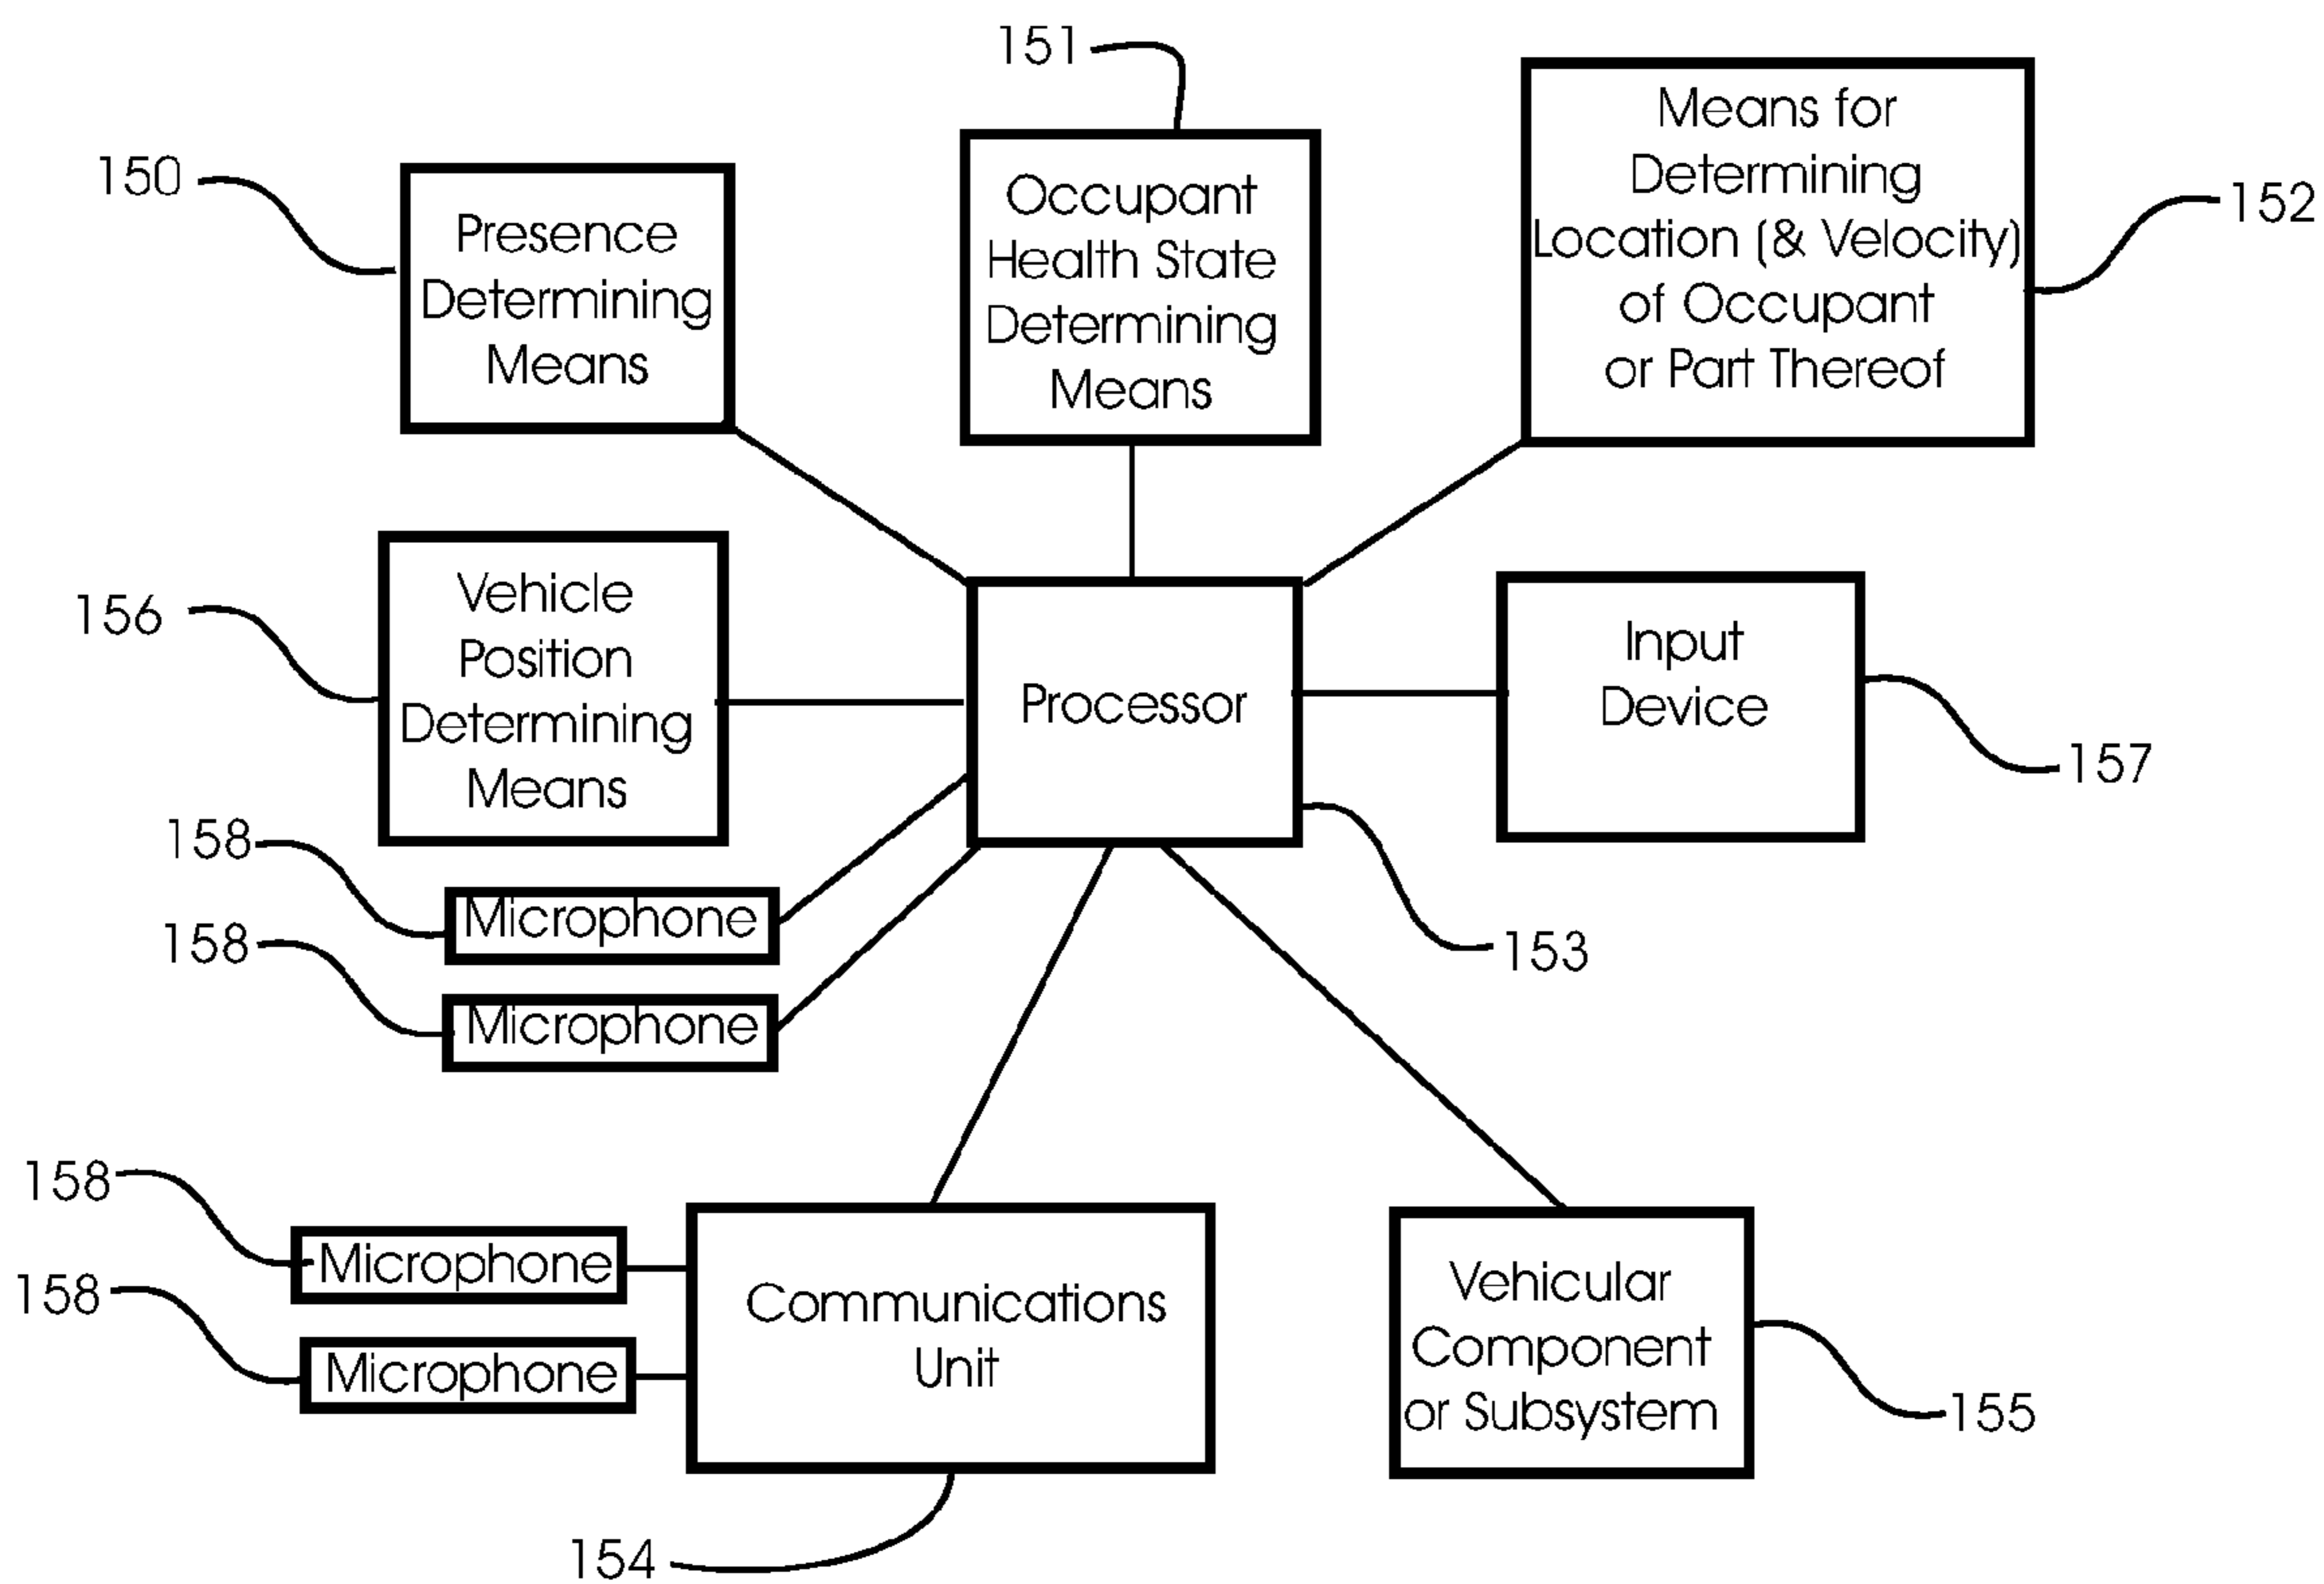 151
150
Presence
Determining
Means
Occupant
Health State
Determining
Means
Means for
Determining
Location (& Velocity)
of Occupant
or Part Thereof
152
156
Vehicle
Position
Determining
Means
Processor
Input
Device
157
158
Microphone
158
Microphone
153
158
Microphone
158
Microphone
Communications
Unit
Vehicular
Component
or Subsystem
155
154